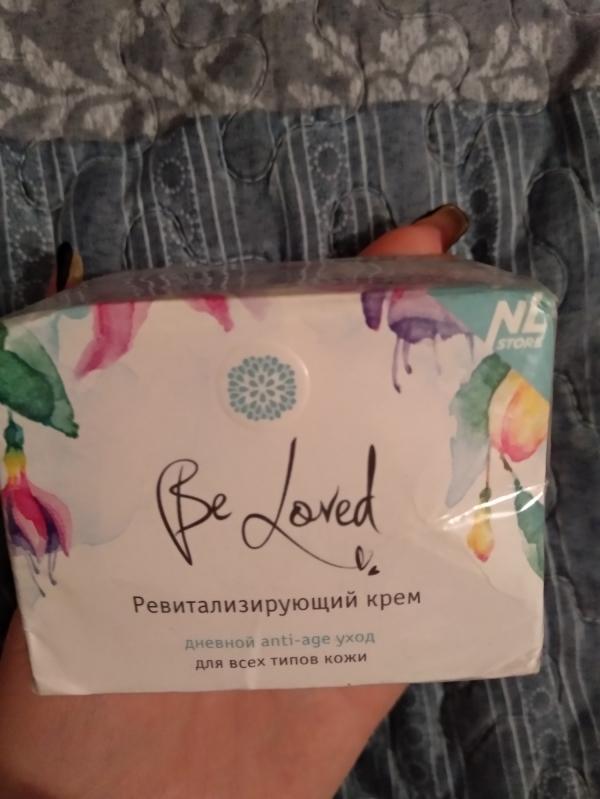 NL
STORE
Be Loved
Ревитализирующий крем
дневной anti-age уход
для всех типов кожи